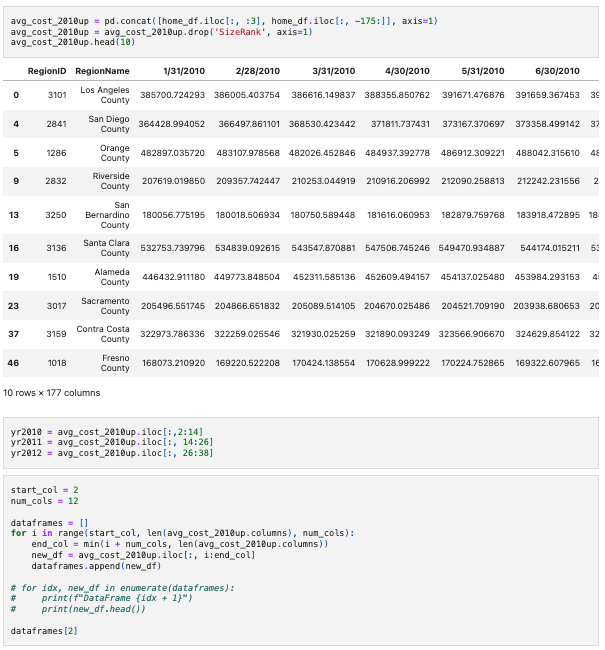 avg_cost_2010up = pd.concat([home_df.iloc[:, :3], home_df.iloc[:, -175:]], axis=1)
avg_cost_2010up = avg_cost_2010up.drop('SizeRank', axis=1)
avg_cost_2010up.head(10)
RegionID RegionName 1/31/2010 2/28/2010 3/31/2010 4/30/2010 5/31/2010 6/30/2010
0 3101 Los Angeles County 385700.724293 386005.403754 386616.149837 388355.850762 391671.476876 391659.367453 39
4 2841 San Diego County 364428.994052 366497.861101 368530.423442 371811.737431 373167.370697 373358.499142 37
5 1286 Orange County 482897.035720 483107.978568 482026.452846 484937.392778 486912.309221 488042.315610 48
9 2832 Riverside County 207619.019850 209357.742447 210253.044919 210916.206992 212090.258813 212242.231556 2
13 3250 San Bernardino County 180056.775195 180018.506934 180750.589448 181616.060953 182879.759768 183918.472895 18
16 3136 Santa Clara County 532753.739796 534839.092615 543547.870881 547506.745246 549470.934887 544174.015211 53
19 1510 Alameda County 446432.911180 449773.848504 452311.585136 452609.494157 454137.025480 453984.293153 4
23 3017 Sacramento County 205496.551745 204866.651832 205089.514105 204670.025486 204521.709190 203938.680653 20
37 3159 Contra Costa County 322973.786336 322259.025546 321930.025259 321890.093249 323566.906670 324629.854122 32
46 1018 Fresno County 168073.210920 169220.522208 170424.138554 170628.999222 170224.752865 169322.607965 16
10 rows × 177 columns
yr2010 = avg_cost_2010up.iloc[:,2:14]
yr2011 = avg_cost_2010up.iloc[:, 14:26]
yr2012 = avg_cost_2010up.iloc[:, 26:38]
start_col = 2
num_cols = 12
dataframes = []
for i in range(start_col, len(avg_cost_2010up.columns), num_cols):
    end_col = min(i + num_cols, len(avg_cost_2010up.columns))
    new_df = avg_cost_2010up.iloc[:, i:end_col]
    dataframes.append(new_df)
# for idx, new_df in enumerate(dataframes):
#     print(f"DataFrame {idx + 1}")
#     print(new_df.head())
dataframes[2]